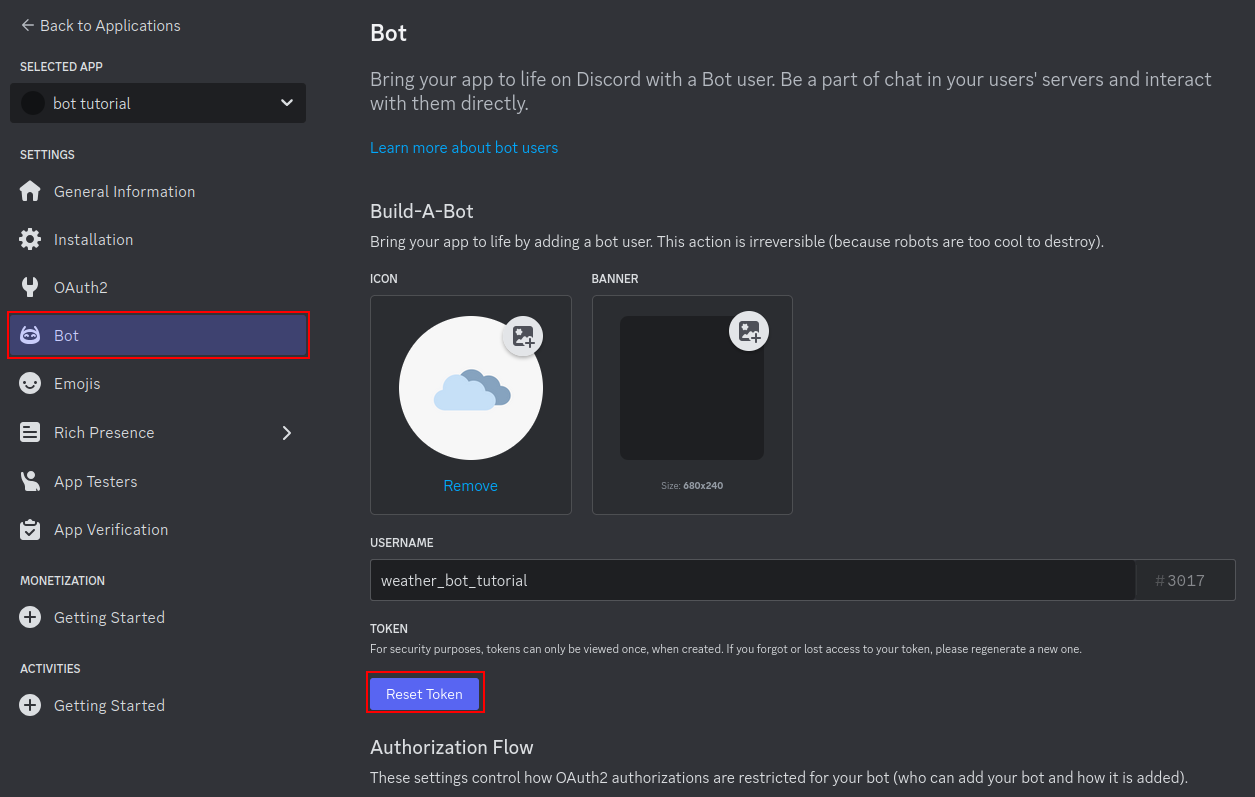 Back to Applications
SELECTED APP
bot tutorial
SETTINGS
General Information
Installation
OAuth2
Bot
Emojis
Rich Presence
App Testers
App Verification
MONETIZATION
Getting Started
ACTIVITIES
Getting Started
Bot
Bring your app to life on Discord with a Bot user. Be a part of chat in your users' servers and interact
with them directly.
Learn more about bot users
Build-A-Bot
Bring your app to life by adding a bot user. This action is irreversible (because robots are too cool to destroy).
ICON
BANNER
Remove
Size: 680x240
USERNAME
weather_bot_tutorial
#3017
TOKEN
For security purposes, tokens can only be viewed once, when created. If you forgot or lost access to your token, please regenerate a new one.
Reset Token
Authorization Flow
These settings control how OAuth2 authorizations are restricted for your bot (who can add your bot and how it is added).